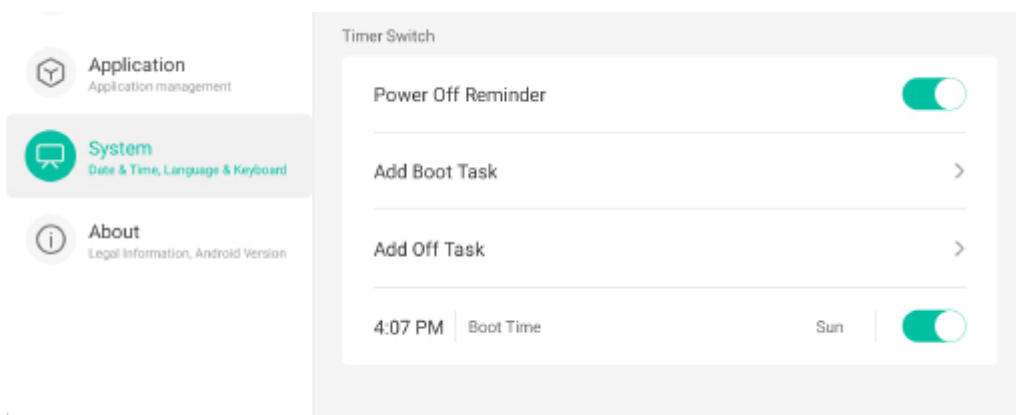 Application
Application management
System
Date & Time, Language & Keyboard
About
Legal Information, Android Version
Timer Switch
Power Off Reminder
Add Boot Task
Add Off Task
4:07 PM Boot Time Sun